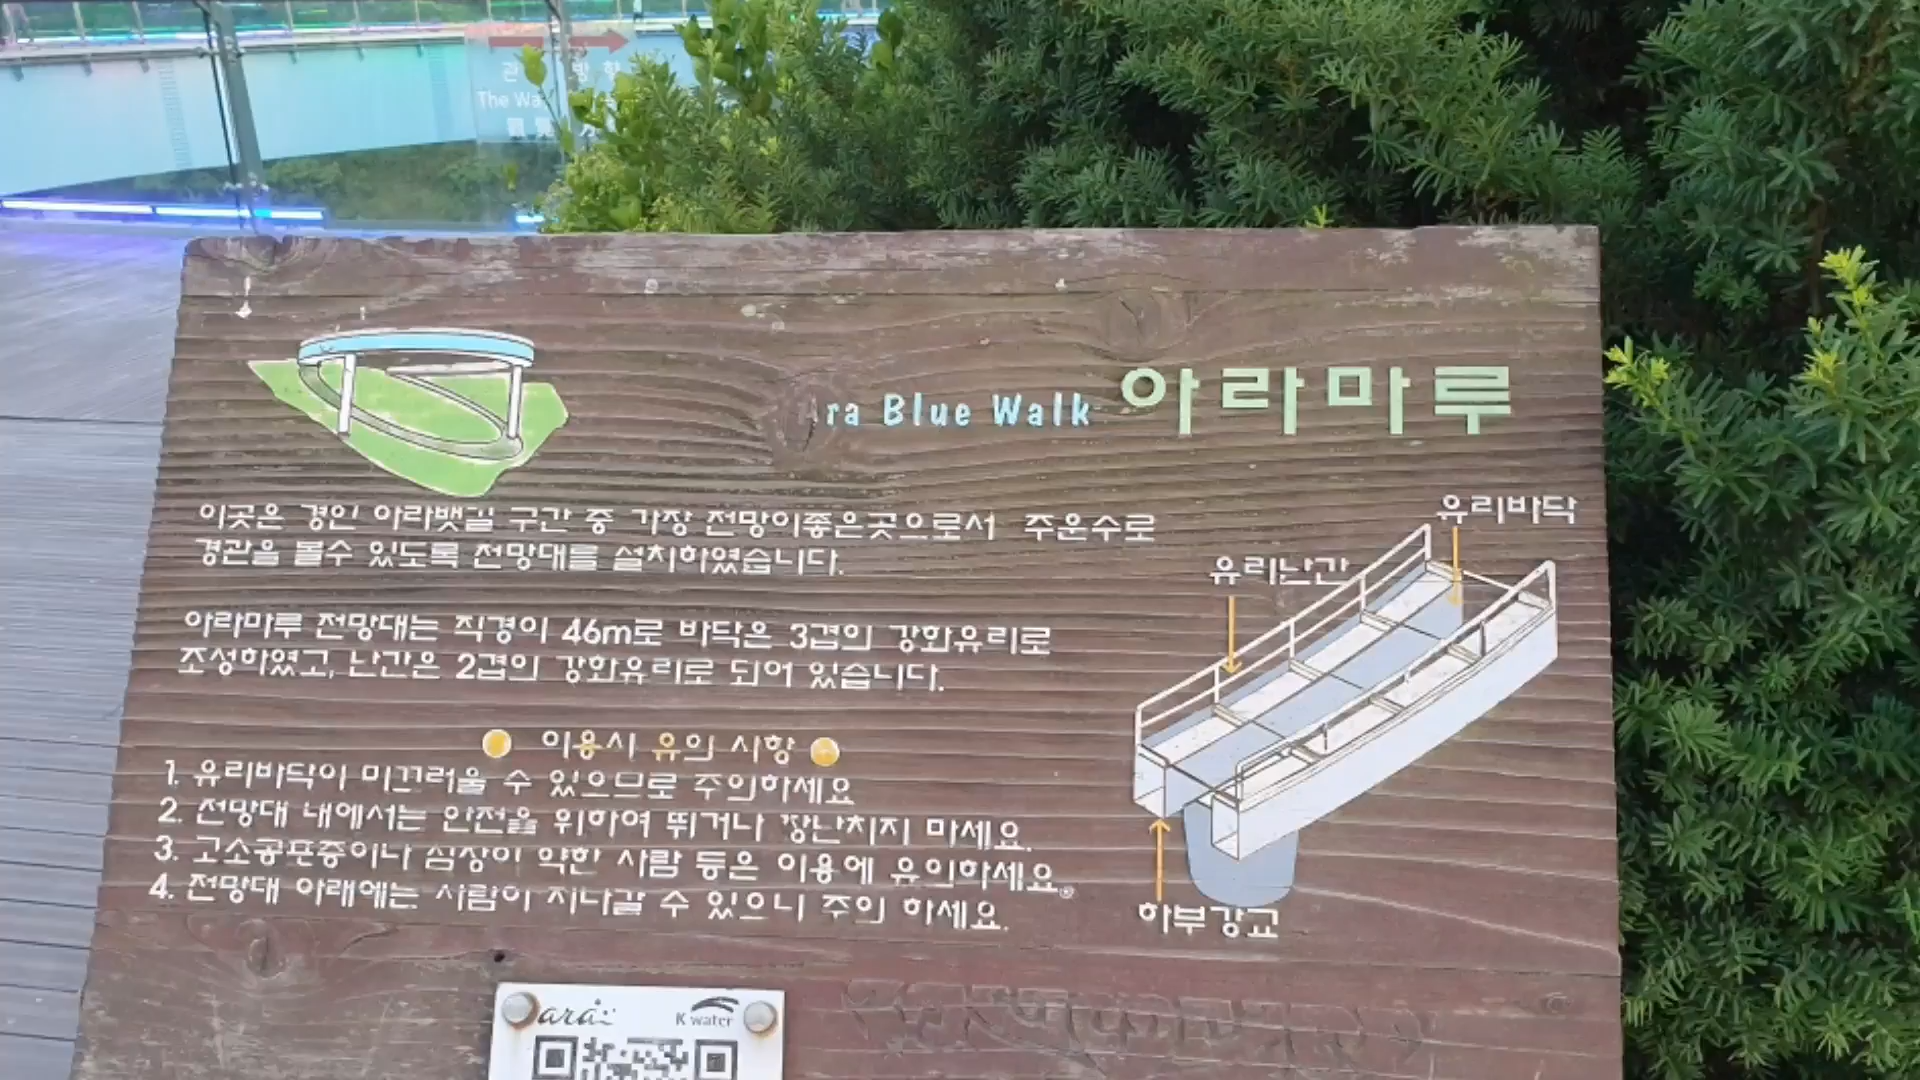 The Wa
ra Blue Walk 아라마루
이곳은 경인 아라뱃길 구간 중 가장 전망이좋은곳으로서 주운수로
경관을 볼수 있도록 전망대를 설치하였습니다.
아라마루 전망대는 직경이 46m로 바닥은 3겹의 강화유리로
조성하였고, 난간은 2겹의 강화유리로 되어 있습니다.
유리바닥
유리난간
하부강교
이용시 유의 사항
1. 유리바닥이 미끄러울 수 있으므로 주의하세요
2. 전망대 내에서는 안전을 위하여 뛰거나 장난치지 마세요.
3. 고소공포증이나 심장이 약한 사람 등은 이용에 유의하세요.
4. 전망대 아래에는 사람이 지나갈 수 있으니 주의 하세요.
ara
K water